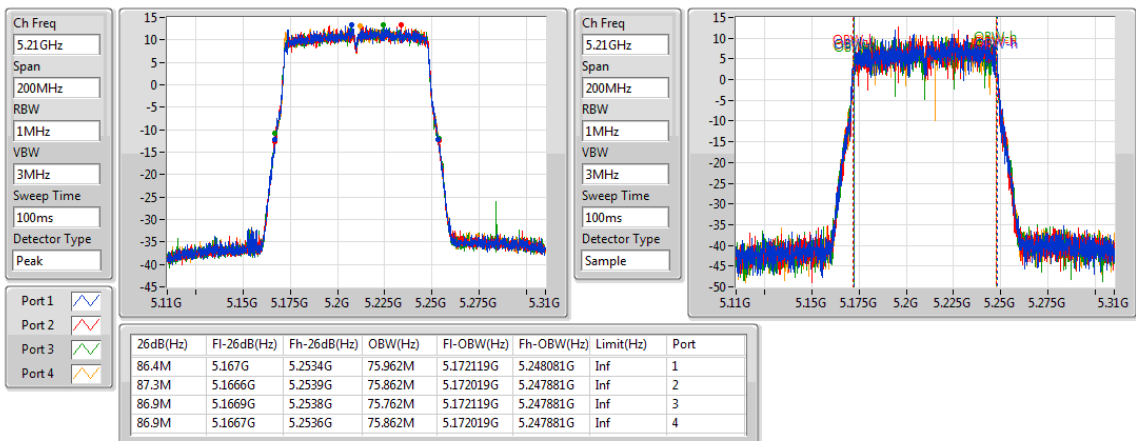 Ch Freq
5.21GHz
Span
200MHz
RBW
1MHz
VBW
3MHz
Sweep Time
100ms
Detector Type
Peak
15
10
5
0
-5
-10
-15
-20
-25
-30
-35
-40
-45
5.11G 5.15G 5.175G 5.2G 5.225G 5.25G 5.275G 5.31G
Ch Freq
5.21GHz
Span
200MHz
RBW
1MHz
VBW
3MHz
Sweep Time
100ms
Detector Type
Sample
15
10
5
0
-5
-10
-15
-20
-25
-30
-35
-40
-45
-50
OBW-h
5.11G 5.15G 5.175G 5.2G 5.225G 5.25G 5.275G 5.31G
Port 1
Port 2
Port 3
Port 4
26dB(Hz) Fl-26dB(Hz) Fh-26dB(Hz) OBW(Hz) Fl-OBW(Hz) Fh-OBW(Hz) Limit(Hz) Port
86.4M 5.167G 5.2534G 75.962M 5.172119G 5.248081G Inf 1
87.3M 5.1666G 5.2539G 75.862M 5.172019G 5.247881G Inf 2
86.9M 5.1669G 5.2538G 75.762M 5.172119G 5.247881G Inf 3
86.9M 5.1667G 5.2536G 75.862M 5.172019G 5.247881G Inf 4